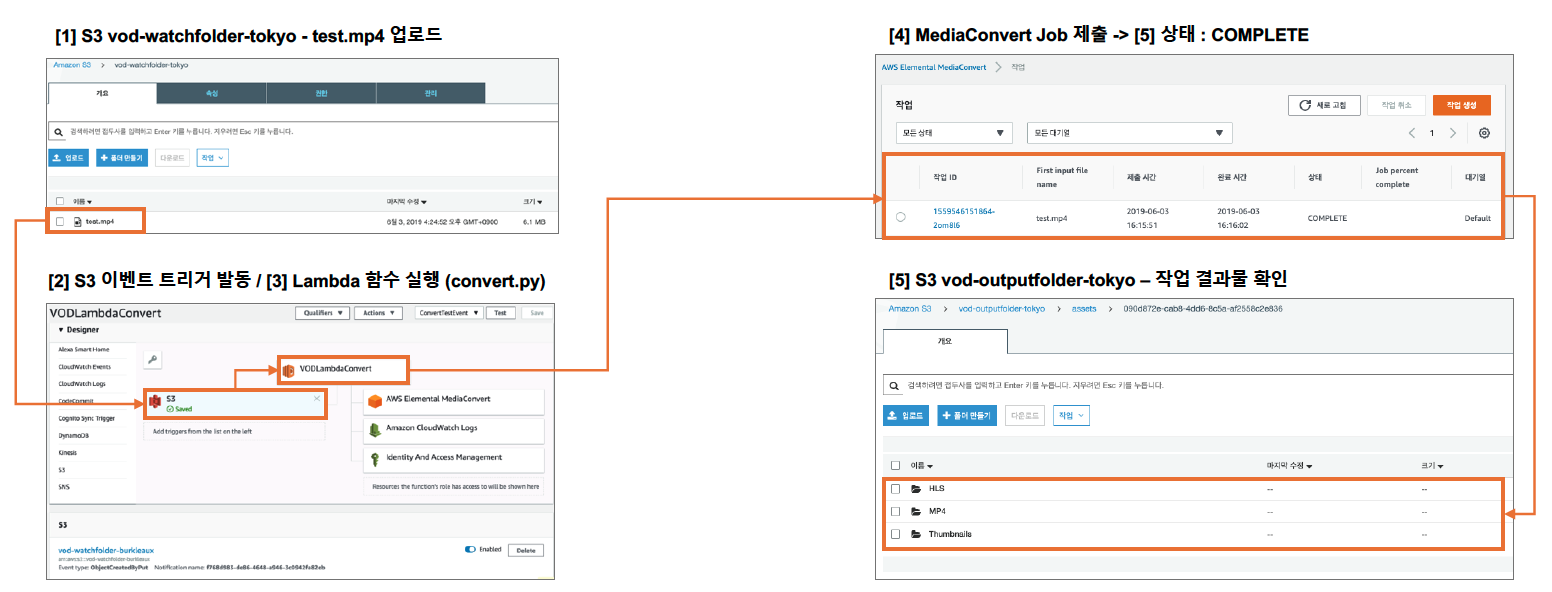 [1] S3 vod-watchfolder-tokyo - test.mp4 업로드
Amazon S3 > vod-watchfolder-tokyo
개요 속성 권한 관리
검색하려면 접두사를 입력하고 Enter 키를 누릅니다. 지우려면 Esc 키를 누릅니다.
업로드 + 폴더 만들기 다운로드 작업
이름 마지막 수정 크기
test.mp4 6월 3, 2019 4:24:52 오후 GMT+0900 6.1 MB
[2] S3 이벤트 트리거 발동 / [3] Lambda 함수 실행 (convert.py)
VODLambdaConvert Qualifiers Actions ConvertTestEvent Test Save
Designer
Alexa Smart Home
CloudWatch Events
CloudWatch Logs
CodeCommit
Cognito Sync Trigger
DynamoDB
Kinesis
S3
SNS
VODLambdaConvert
S3
Saved
Add triggers from the list on the left
AWS Elemental MediaConvert
Amazon CloudWatch Logs
Identity And Access Management
Resources the function's role has access to will be shown here
S3
vod-watchfolder-burkleaux
Enabled Delete
Event type: ObjectCreatedByPut Notification name:
[4] MediaConvert Job 제출 -> [5] 상태 : COMPLETE
AWS Elemental MediaConvert > 작업
작업 새로 고침 작업 취소 작업 생성
모든 상태 모든 대기열 1
작업 ID First input file name 제출 시간 완료 시간 상태 Job percent complete 대기열
1559546151864-2om8l6 test.mp4 2019-06-03 16:15:51 2019-06-03 16:16:02 COMPLETE Default
[5] S3 vod-outputfolder-tokyo – 작업 결과물 확인
Amazon S3 > vod-outputfolder-tokyo > assets > 090d872e-cab8-4dd6-8c5a-af2558c2e836
개요
검색하려면 접두사를 입력하고 Enter 키를 누릅니다. 지우려면 Esc 키를 누릅니다.
업로드 + 폴더 만들기 다운로드 작업
이름 마지막 수정 크기
HLS -- --
MP4 -- --
Thumbnails -- --